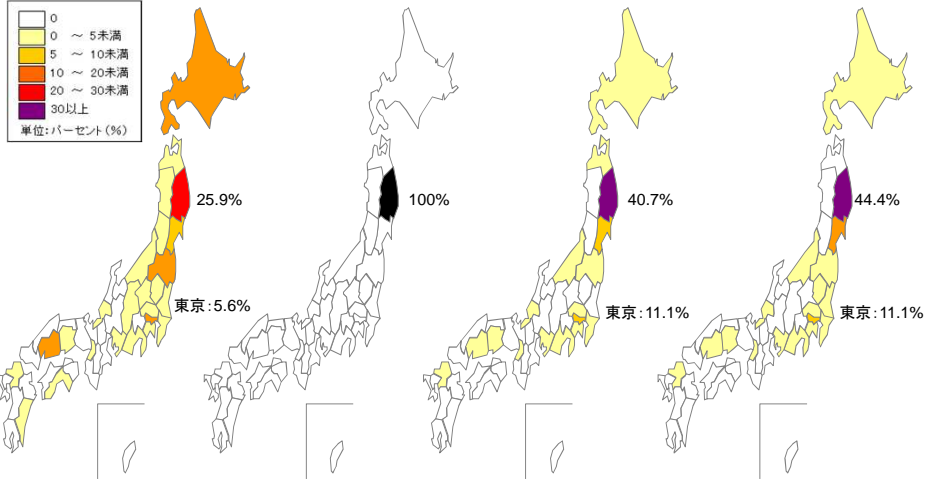 0
0 ～ 5未満
5 ～ 10未満
10 ～ 20未満
20 ～ 30未満
30以上
単位：パーセント（%）
25.9%
100%
40.7%
44.4%
東京：5.6%
東京：11.1%
東京：11.1%